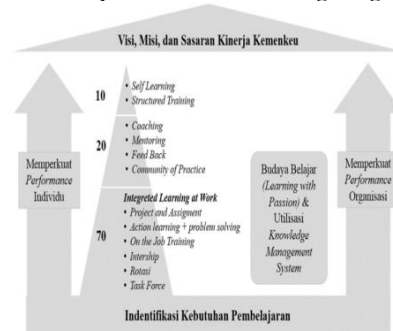 Visi, Misi, dan Sasaran Kinerja Kemenkeu
10
• Self Learning
• Structured Training
20
• Coaching
• Mentoring
• Feed Back
• Community of Practice
Memperkuat
Performance
Individu
70
Integreted Learning at Work
• Project and Assigment
• Action learning + problem solving
• On the Job Training
• Intership
• Rotasi
• Task Force
Budaya Belajar
(Learning with
Passion) &
Utilisasi
Knowledge
Management
System
Memperkuat
Performance
Organisasi
Indentifikasi Kebutuhan Pembelajaran